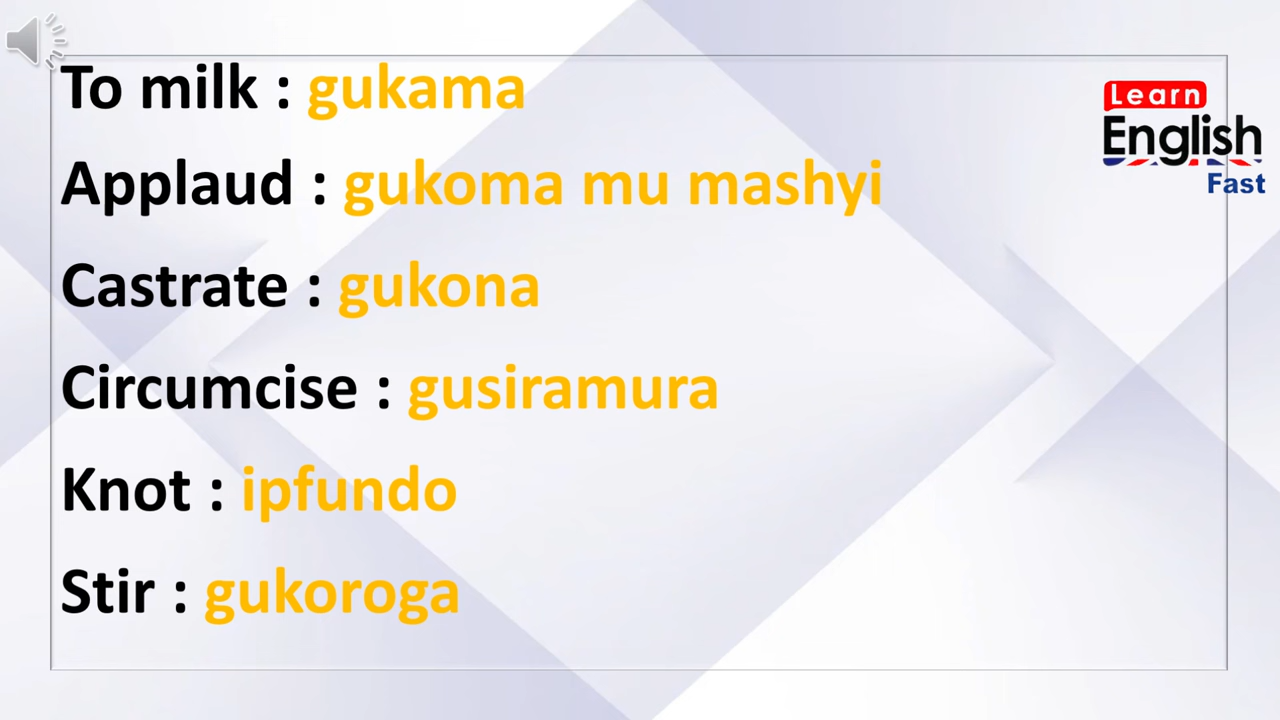 To milk : gukama
Applaud : gukoma mu mashyi
Castrate : gukona
Circumcise : gusiramura
Knot : ipfundo
Stir : gukoroga
Learn
English
Fast